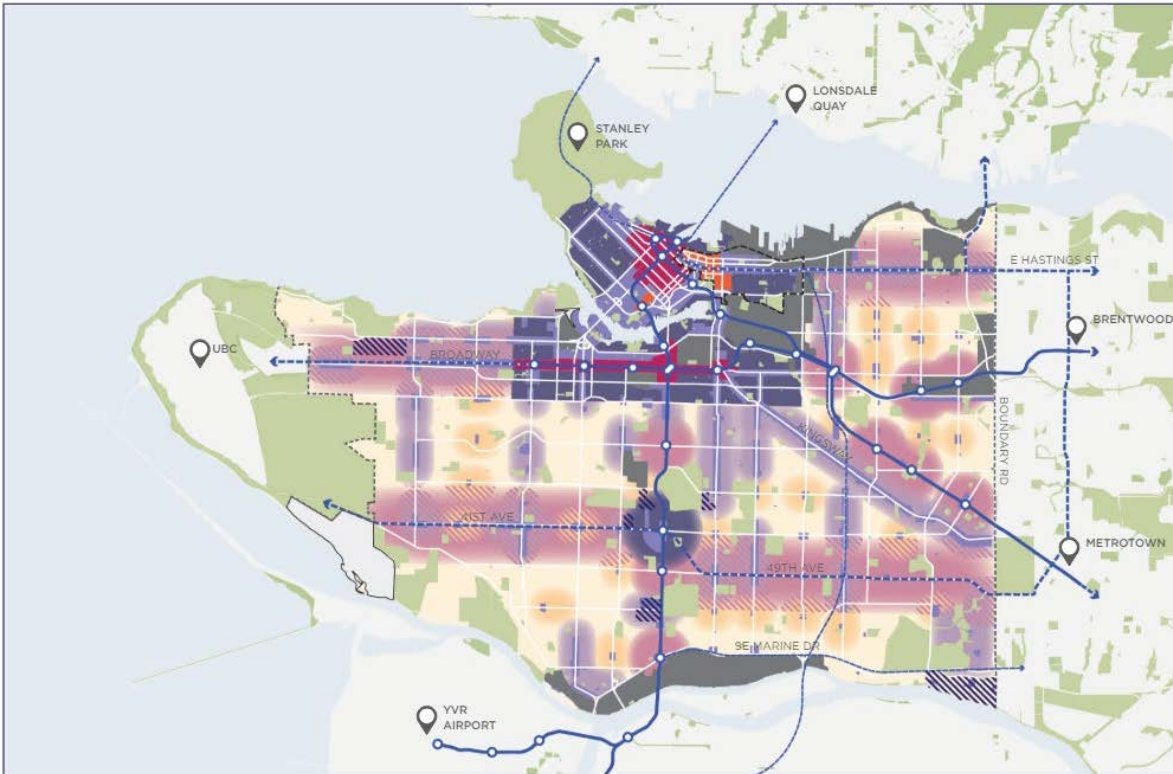 LONSDALE
QUAY
STANLEY
PARK
E HASTINGS ST
BRENTWOOD
UBC
BROADWAY
KINGSWAY
BOUNDARY RD
41ST AVE
METROTOWN
49TH AVE
SE MARINE DR
YVR
AIRPORT